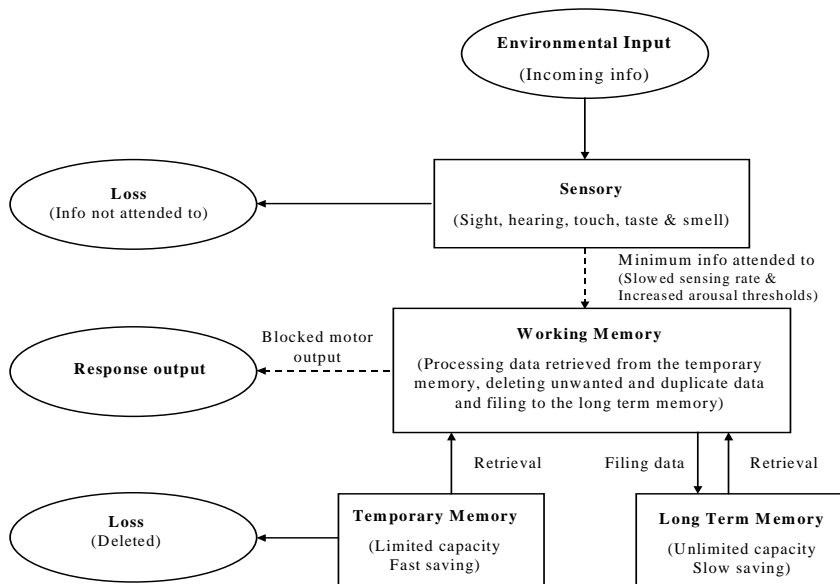 Environmental Input
(Incoming info)
Loss
(Info not attended to)
Sensory
(Sight, hearing, touch, taste & smell)
Minimum info attended to
(Slowed sensing rate &
Increased arousal thresholds)
Blocked motor
output
Response output
Working Memory
(Processing data retrieved from the temporary
memory, deleting unwanted and duplicate data
and filing to the long term memory)
Retrieval
Filing data
Retrieval
Loss
(Deleted)
Temporary Memory
(Limited capacity
Fast saving)
Long Term Memory
(Unlimited capacity
Slow saving)